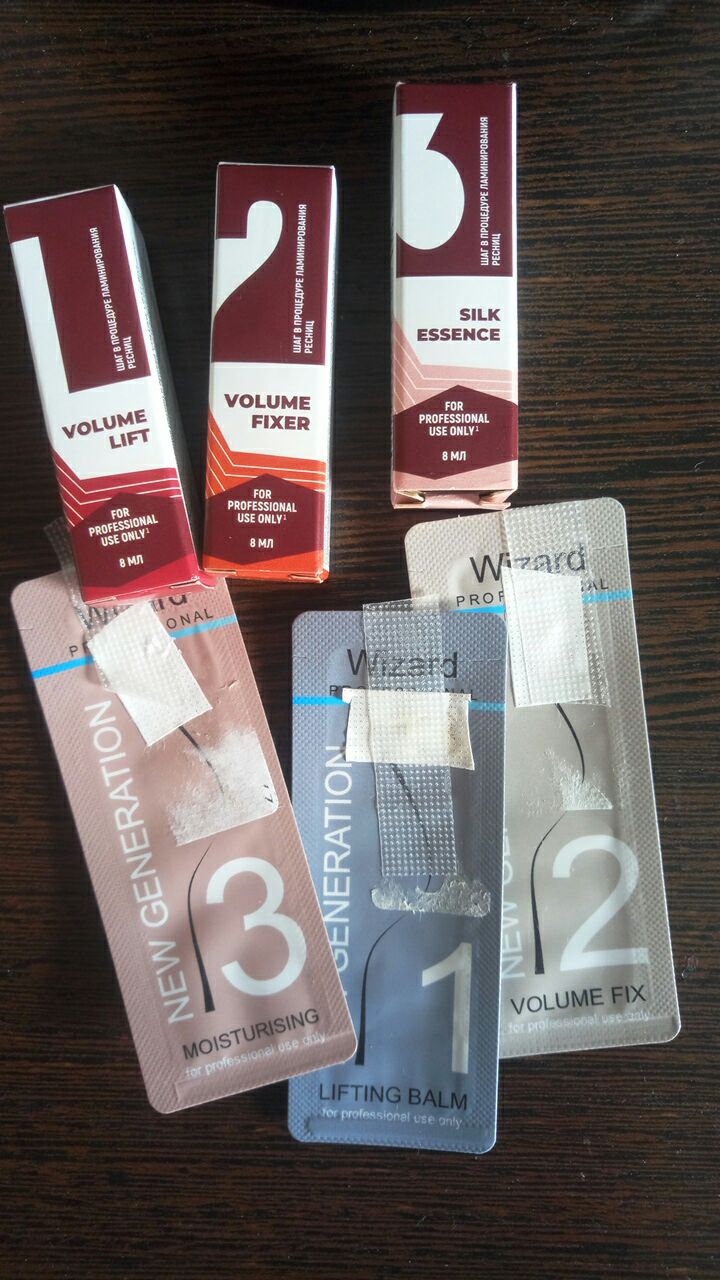 1
ШАГ В ПРОЦЕДУРЕ ЛАМИНИРОВАНИЯ
РЕСНИЦ
VOLUME
LIFT
FOR
PROFESSIONAL
USE ONLY¹
8 МЛ
2
ШАГ В ПРОЦЕДУРЕ ЛАМИНИРОВАНИЯ
РЕСНИЦ
VOLUME
FIXER
FOR
PROFESSIONAL
USE ONLY¹
8 МЛ
3
ШАГ В ПРОЦЕДУРЕ ЛАМИНИРОВАНИЯ
РЕСНИЦ
SILK
ESSENCE
FOR
PROFESSIONAL
USE ONLY¹
8 МЛ
NEW GENERATION
3
MOISTURISING
for professional use only
Wizard
GENERATION
1
LIFTING BALM
for professional use only
Wizard
NEW
2
VOLUME FIX
for professional use only